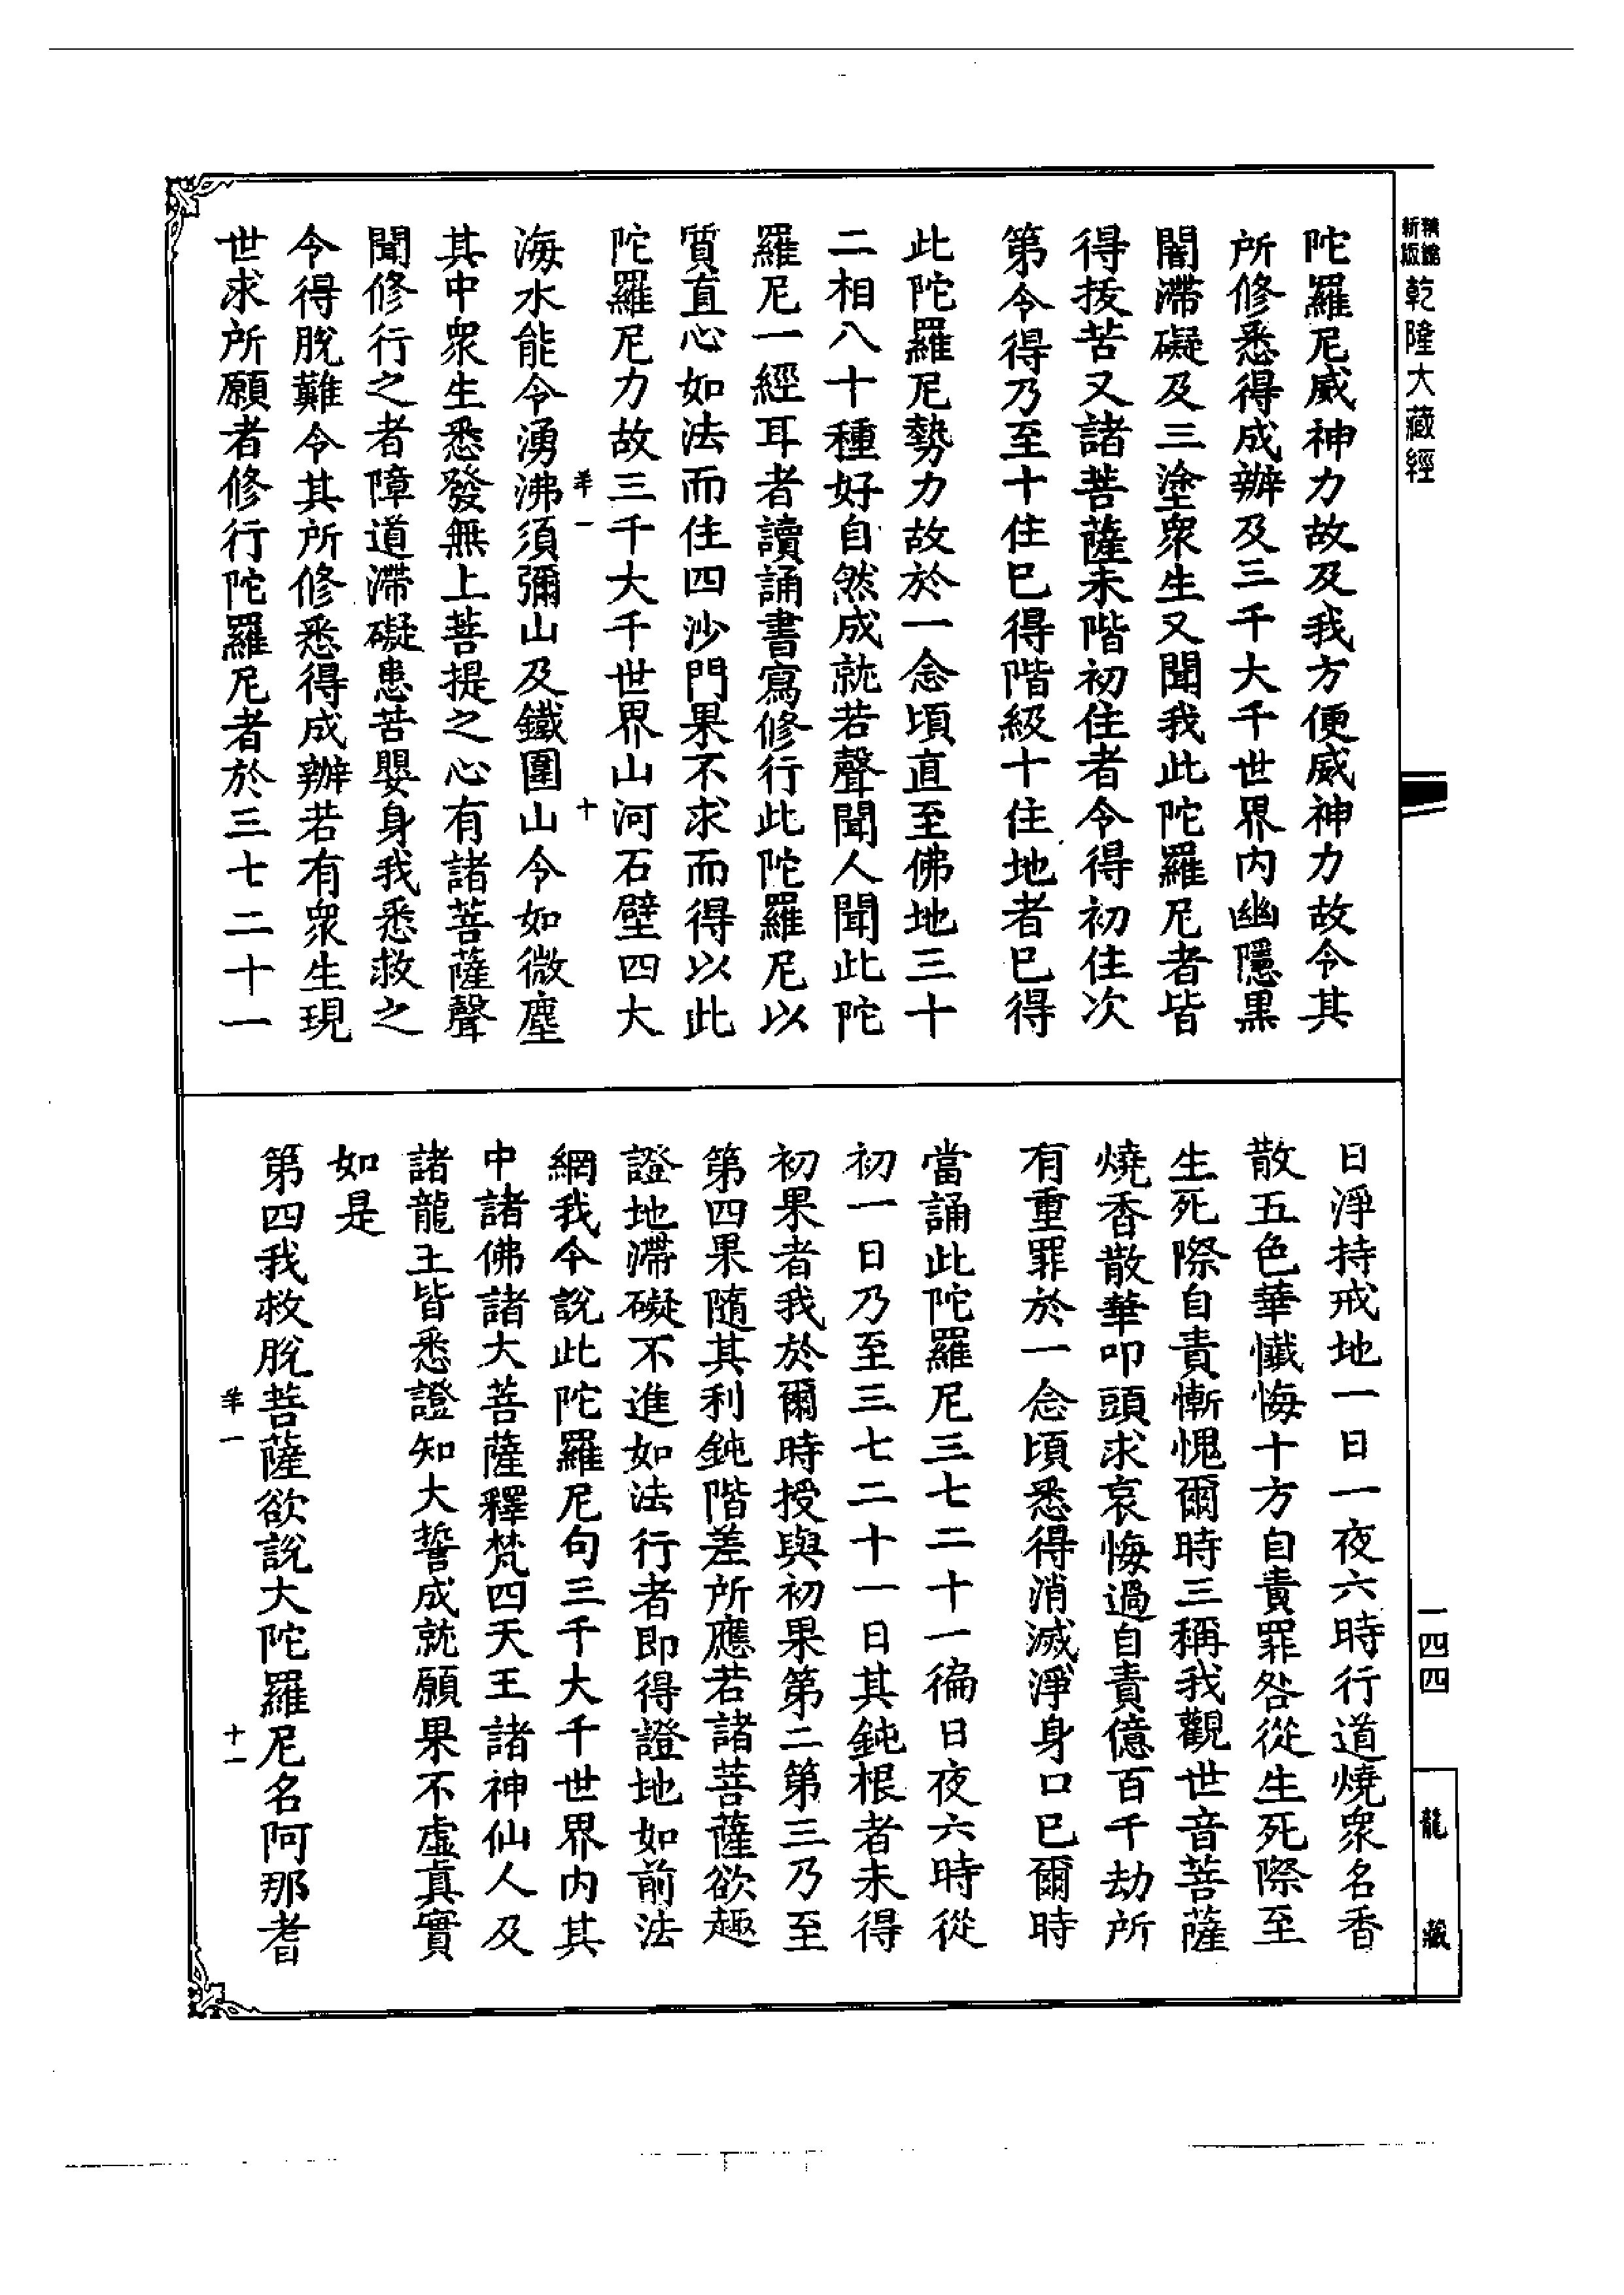 新版
精縮
乾隆大藏經
陀羅尼威神力故及我方便威神力故令其
所修悉得成辦及三千大千世界內幽隱黑
闇滯礙及三塗衆生又聞我此陀羅尼者皆
得拔苦又諸菩薩未階初住者令得初住次
第令得乃至十住已得階級十住地者已得
此陀羅尼勢力故於一念頃直至佛地三十
二相八十種好自然成就若聲聞人聞此陀
羅尼一經耳者讀誦書寫修行此陀羅尼以
質直心如法而住四沙門果不求而得以此
陀羅尼力故三千大千世界山河石壁四大
羊一 十
海水能令湧沸須彌山及鐵圍山令如微塵
其中衆生悉發無上菩提之心有諸菩薩聲
聞修行之者障道滯礙患苦嬰身我悉救之
令得脫難令其所修悉得成辦若有衆生現
世求所願者修行陀羅尼者於三七二十一
日淨持戒地一日一夜六時行道燒衆名香
散五色華懺悔十方自責罪咎從生死際至
生死際自責慚愧爾時三稱我觀世音菩薩
燒香散華叩頭求哀悔過自責億百千劫所
有重罪於一念頃悉得消滅淨身口已爾時
當誦此陀羅尼三七二十一徧日夜六時從
初一日乃至三七二十一日其鈍根者未得
初果者我於爾時授與初果第二第三乃至
第四果隨其利鈍階差所應若諸菩薩欲趣
證地滯礙不進如法行者即得證地如前法
網我今說此陀羅尼句三千大千世界內其
中諸佛諸大菩薩釋梵四天王諸神仙人及
諸龍王皆悉證知大誓成就願果不虛真實
如是
第四我救脫菩薩欲說大陀羅尼名阿那耆
羊一 十一
一四四
龍藏